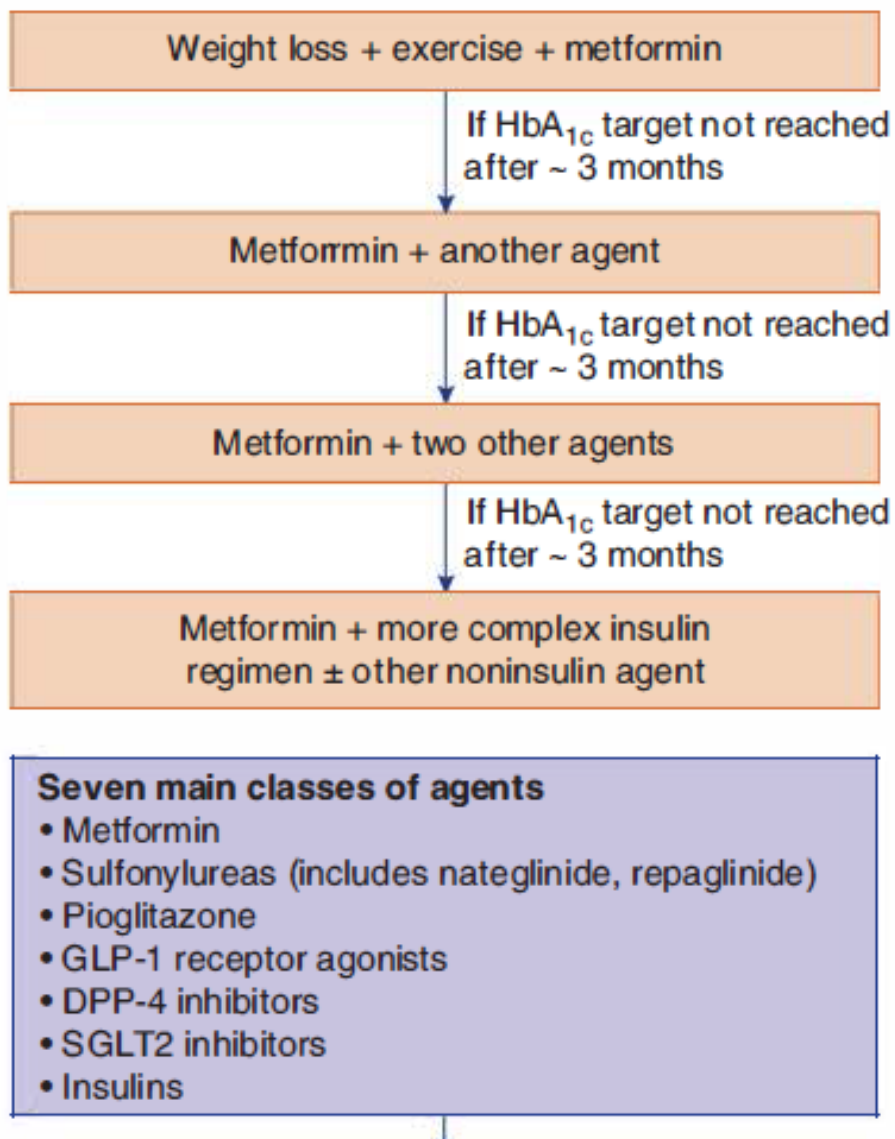 Weight loss + exercise + metformin
If HbA1c target not reached
after ~ 3 months
Metforrmin + another agent
If HbA1c target not reached
after ~ 3 months
Metformin + two other agents
If HbA1c target not reached
after ~ 3 months
Metformin + more complex insulin
regimen ± other noninsulin agent
Seven main classes of agents
• Metformin
• Sulfonylureas (includes nateglinide, repaglinide)
• Pioglitazone
• GLP-1 receptor agonists
• DPP-4 inhibitors
• SGLT2 inhibitors
• Insulins